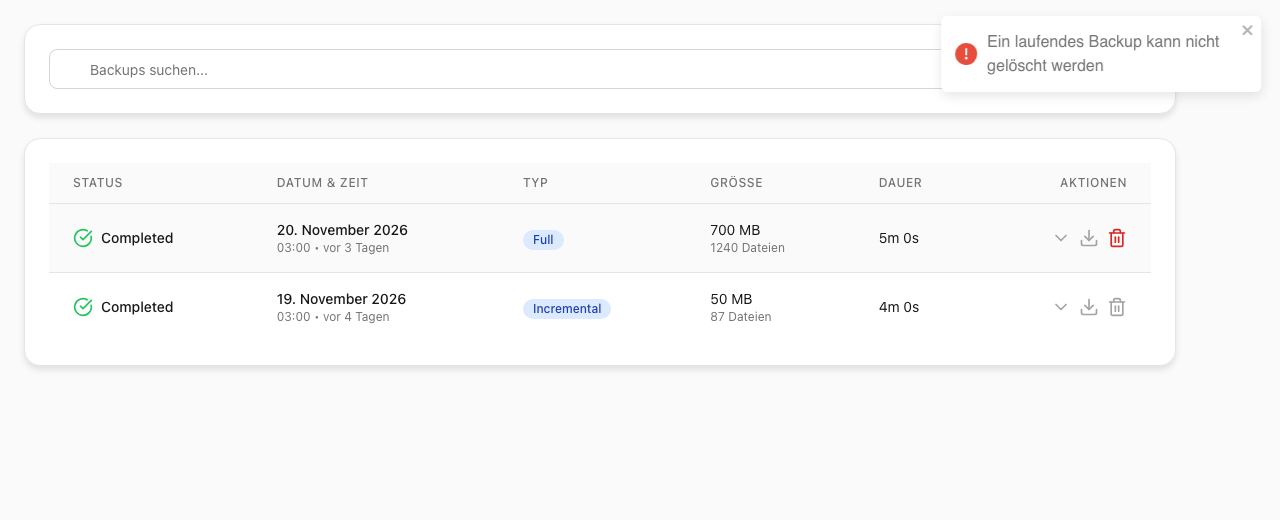 Backups suchen...
Ein laufendes Backup kann nicht
gelöscht werden
STATUS DATUM & ZEIT TYP GRÖSSE DAUER AKTIONEN
Completed 20. November 2026 Full 700 MB 5m 0s
03:00 • vor 3 Tagen 1240 Dateien
Completed 19. November 2026 Incremental 50 MB 4m 0s
03:00 • vor 4 Tagen 87 Dateien